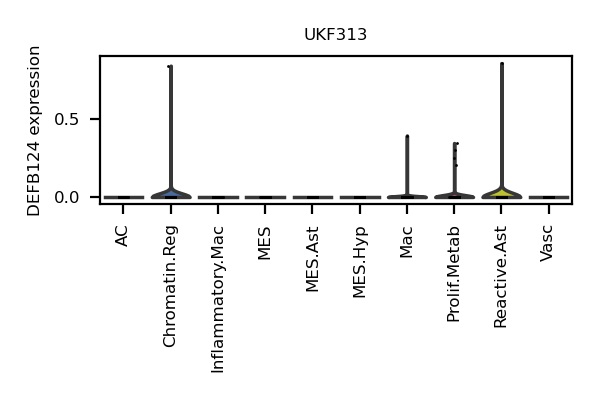 UKF313
DEFB124 expression
0.5
0.0
AC
Chromatin.Reg
Inflammatory.Mac
MES
MES.Ast
MES.Hyp
Mac
Prolif.Metab
Reactive.Ast
Vasc